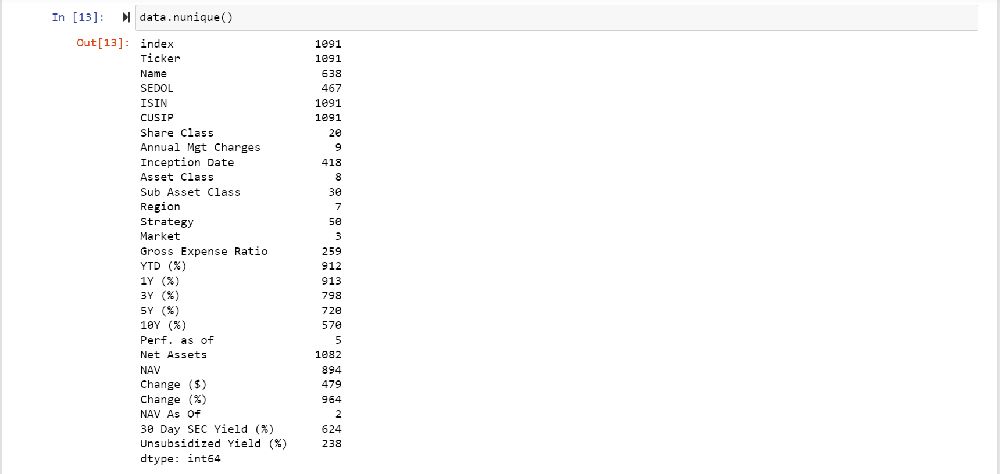 In [13]: data.nunique()
Out[13]: index 1091
Ticker 1091
Name 638
SEDOL 467
ISIN 1091
CUSIP 1091
Share Class 20
Annual Mgt Charges 9
Inception Date 418
Asset Class 8
Sub Asset Class 30
Region 7
Strategy 50
Market 3
Gross Expense Ratio 259
YTD (%) 912
1Y (%) 913
3Y (%) 798
5Y (%) 720
10Y (%) 570
Perf. as of 5
Net Assets 1082
NAV 894
Change ($) 479
Change (%) 964
NAV As Of 2
30 Day SEC Yield (%) 624
Unsubsidized Yield (%) 238
dtype: int64